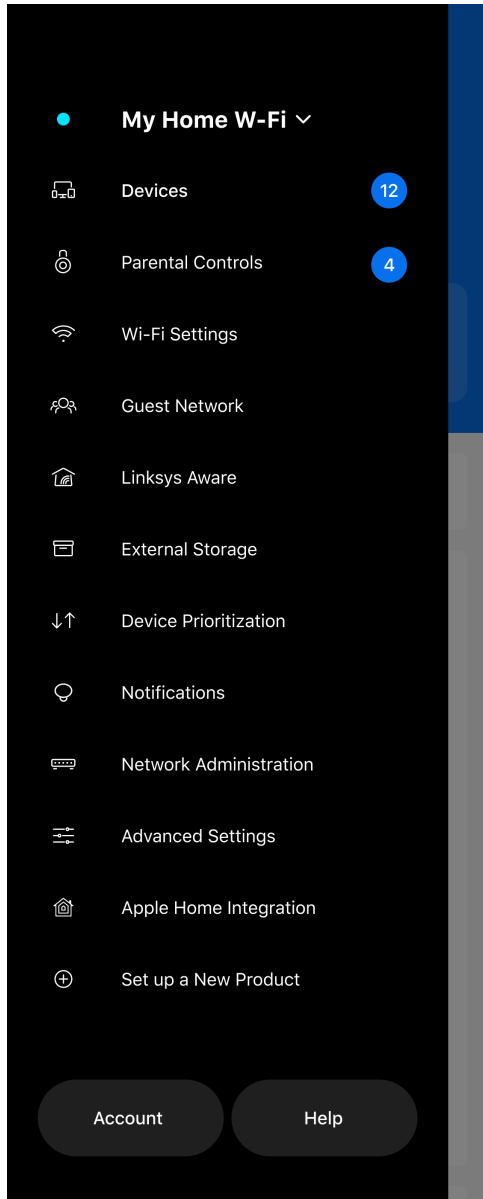 My Home W-Fi
Devices 12
Parental Controls 4
Wi-Fi Settings
Guest Network
Linksys Aware
External Storage
Device Prioritization
Notifications
Network Administration
Advanced Settings
Apple Home Integration
Set up a New Product
Account Help